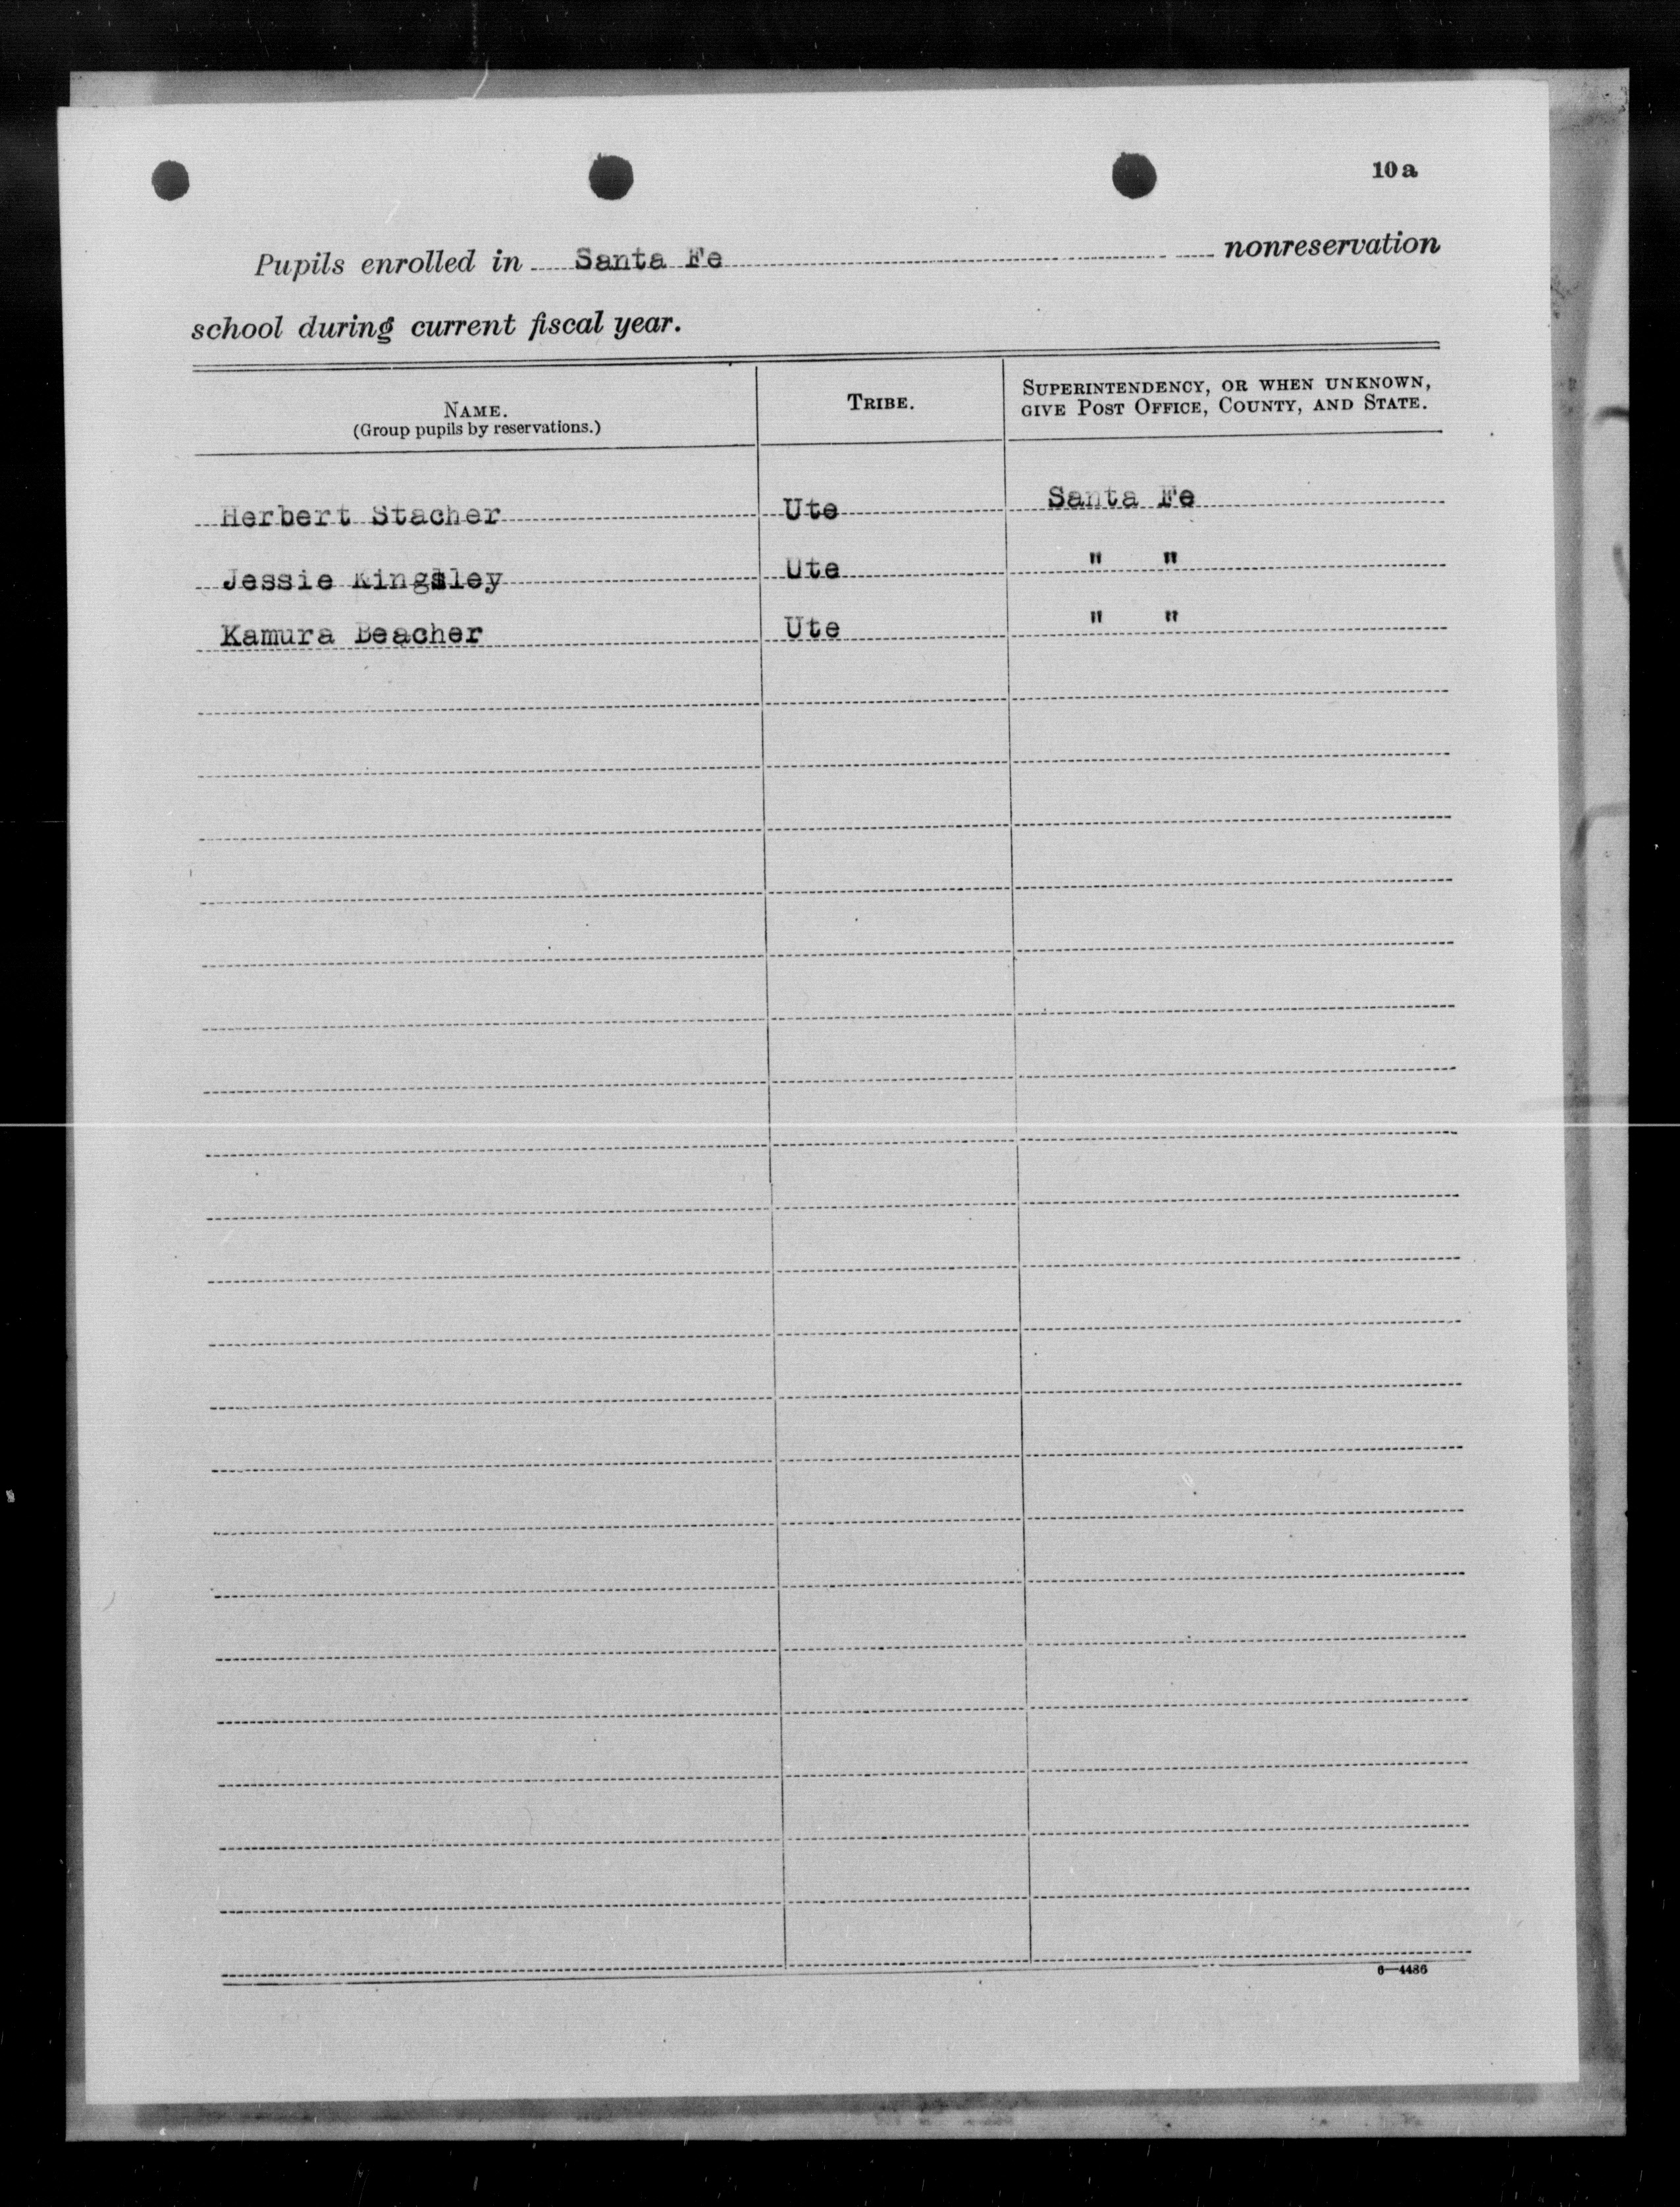 10a
Pupils enrolled in Santa Fe nonreservation
school during current fiscal year.
NAME.
(Group pupils by reservations.)
TRIBE.
SUPERINTENDENCY, OR WHEN UNKNOWN,
GIVE POST OFFICE, COUNTY, AND STATE.
Herbert Stacher Ute Santa Fe
Jessie Kingsley Ute " "
Kamura Beacher Ute " "
6—4486